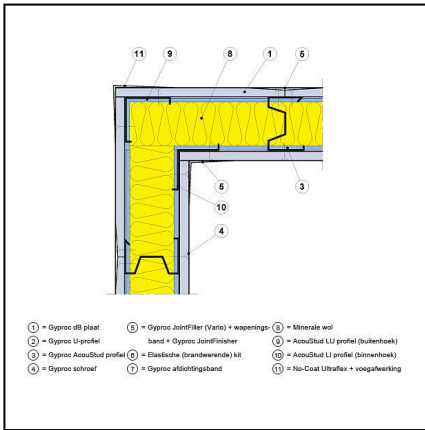 11 9 8 1 5
5 3
10
4
1 = Gyproc dB plaat
2 = Gyproc U-profiel
3 = Gyproc AcouStud profiel
4 = Gyproc schroef
5 = Gyproc JointFiller (Vario) + wapenings-
band + Gyproc JointFinisher
6 = Elastische (brandwerende) kit
7 = Gyproc afdichtingsband
8 = Minerale wol
9 = AcouStud LU profiel (buitenhoek)
10 = AcouStud LI profiel (binnenhoek)
11 = No-Coat Ultraflex + voegafwerking